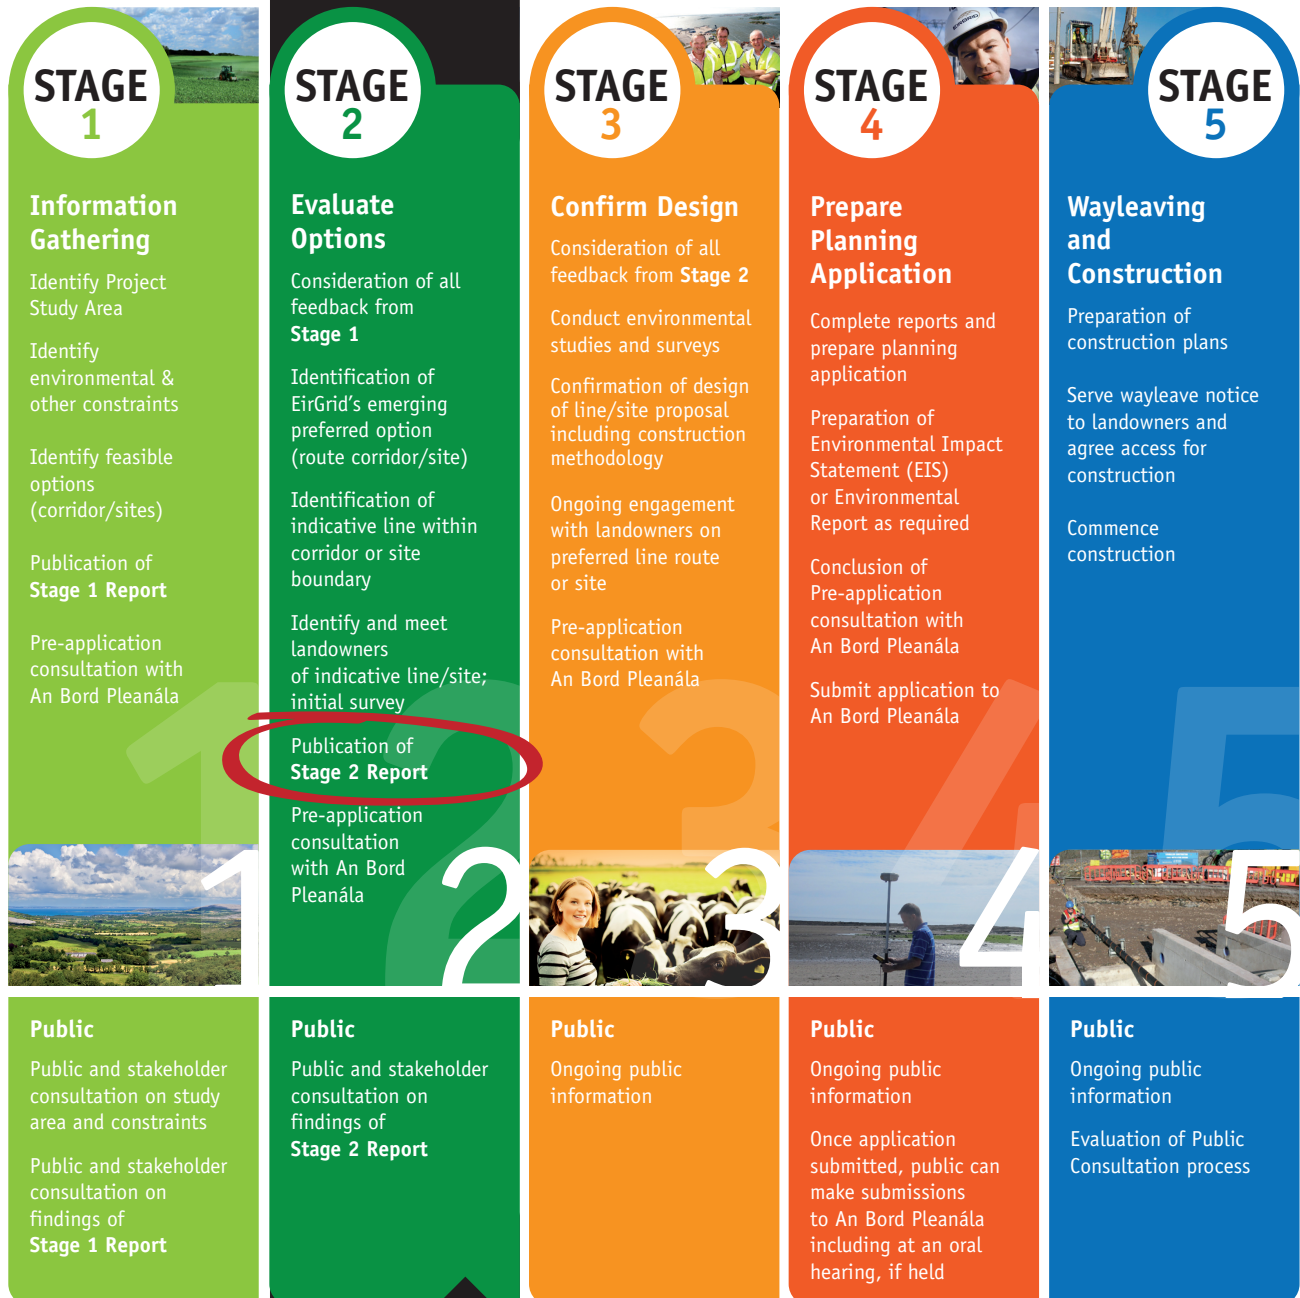 STAGE
1
Information
Gathering
Identify Project
Study Area
Identify
environmental &
other constraints
Identify feasible
options
(corridor/sites)
Publication of
Stage 1 Report
Pre-application
consultation with
An Bord Pleanála
1
1
Public
Public and stakeholder
consultation on study
area and constraints
Public and stakeholder
consultation on
findings of
Stage 1 Report
STAGE
2
Evaluate
Options
Consideration of all
feedback from
Stage 1
Identification of
EirGrid's emerging
preferred option
(route corridor/site)
Identification of
indicative line within
corridor or site
boundary
Identify and meet
landowners
of indicative line/site;
initial survey
Publication of
Stage 2 Report
Pre-application
consultation
with An Bord
Pleanála
2
2
Public
Public and stakeholder
consultation on
findings of
Stage 2 Report
STAGE
3
Confirm Design
Consideration of all
feedback from Stage 2
Conduct environmental
studies and surveys
Confirmation of design
of line/site proposal
including construction
methodology
Ongoing engagement
with landowners on
preferred line route
or site
Pre-application
consultation with
An Bord Pleanála
3
3
Public
Ongoing public
information
EIRGRID
STAGE
4
Prepare
Planning
Application
Complete reports and
prepare planning
application
Preparation of
Environmental Impact
Statement (EIS)
or Environmental
Report as required
Conclusion of
Pre-application
consultation with
An Bord Pleanála
Submit application to
An Bord Pleanála
4
4
Public
Ongoing public
information
Once application
submitted, public can
make submissions
to An Bord Pleanála
including at an oral
hearing, if held
STAGE
5
Wayleaving
and
Construction
Preparation of
construction plans
Serve wayleave notice
to landowners and
agree access for
construction
Commence
construction
5
5
Public
Ongoing public
information
Evaluation of Public
Consultation process